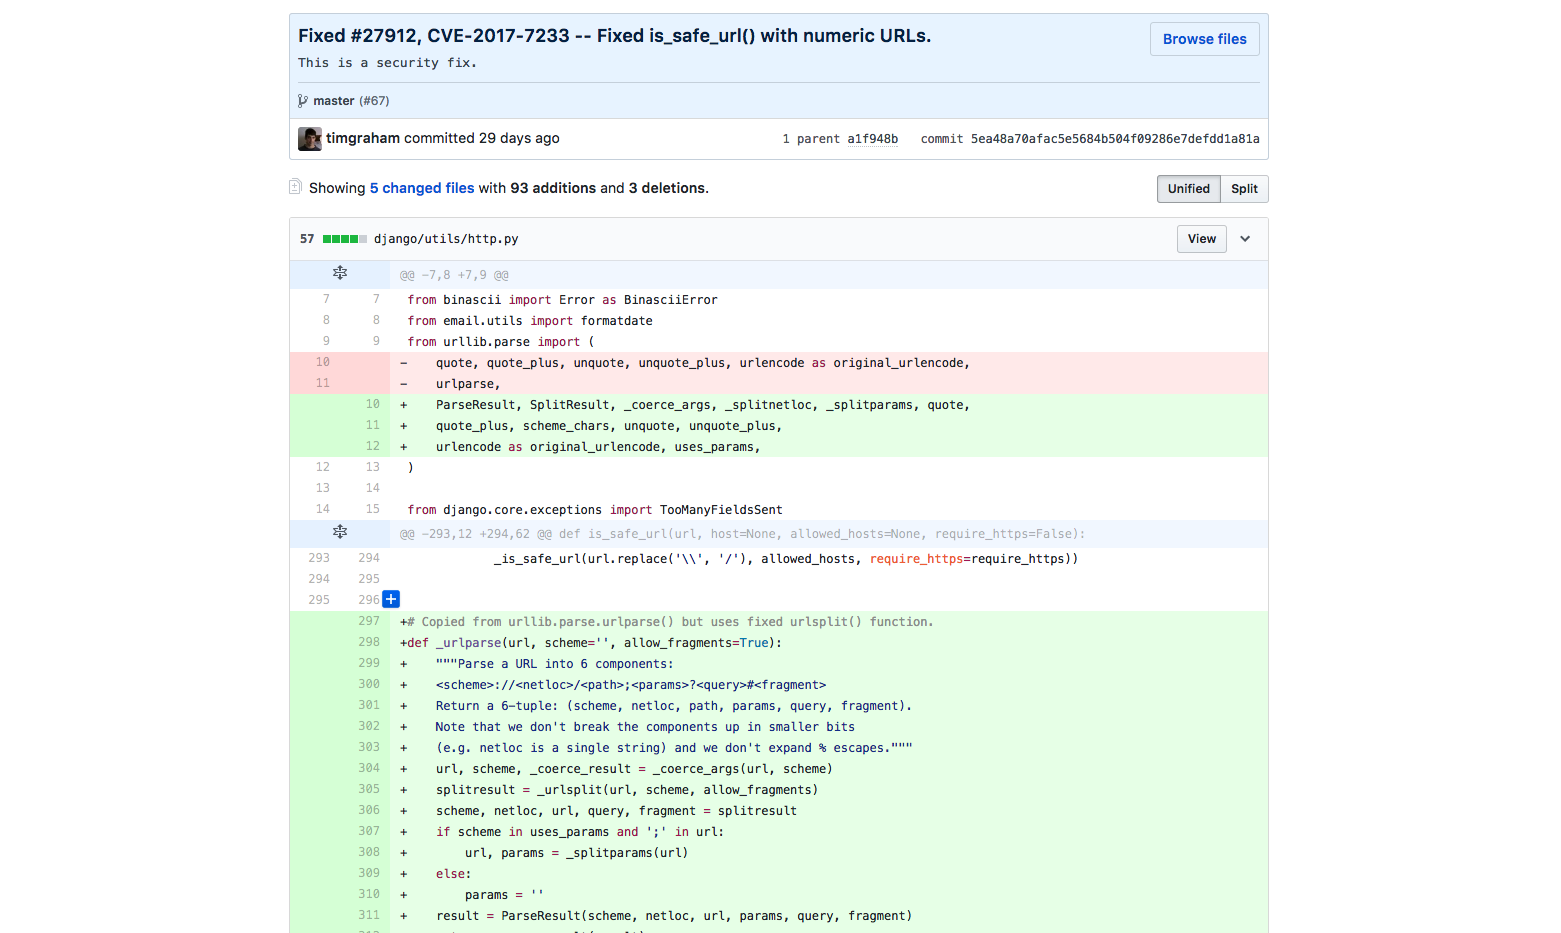 Fixed #27912, CVE-2017-7233 -- Fixed is_safe_url() with numeric URLs.
Browse files
This is a security fix.
master (#67)
timgraham committed 29 days ago 1 parent a1f948b commit 5ea48a70afac5e5684b504f09286e7defdd1a81a
Showing 5 changed files with 93 additions and 3 deletions.
Unified Split
57 django/utils/http.py View
@@ -7,8 +7,9 @@
7 7 from binascii import Error as BinasciiError
8 8 from email.utils import formatdate
9 9 from urllib.parse import (
10 - quote, quote_plus, unquote, unquote_plus, urlencode as original_urlencode,
11 - urlparse,
10 + ParseResult, SplitResult, _coerce_args, _splitnetloc, _splitparams, quote,
11 + quote_plus, scheme_chars, unquote, unquote_plus,
12 + urlencode as original_urlencode, uses_params,
12 13 )
13 14
14 15 from django.core.exceptions import TooManyFieldsSent
@@ -293,12 +294,62 @@ def is_safe_url(url, host=None, allowed_hosts=None, require_https=False):
293 294 _is_safe_url(url.replace('\\', '/'), allowed_hosts, require_https=require_https))
294 295
295 296 +
297 +# Copied from urllib.parse.urlparse() but uses fixed urlsplit() function.
298 +def _urlparse(url, scheme='', allow_fragments=True):
299 + """Parse a URL into 6 components:
300 + <scheme>://<netloc>/<path>;<params>?<query>#<fragment>
301 + Return a 6-tuple: (scheme, netloc, path, params, query, fragment).
302 + Note that we don't break the components up in smaller bits
303 + (e.g. netloc is a single string) and we don't expand % escapes."""
304 + url, scheme, _coerce_result = _coerce_args(url, scheme)
305 + splitresult = _urlsplit(url, scheme, allow_fragments)
306 + scheme, netloc, url, query, fragment = splitresult
307 + if scheme in uses_params and ';' in url:
308 + url, params = _splitparams(url)
309 + else:
310 + params = ''
311 + result = ParseResult(scheme, netloc, url, params, query, fragment)